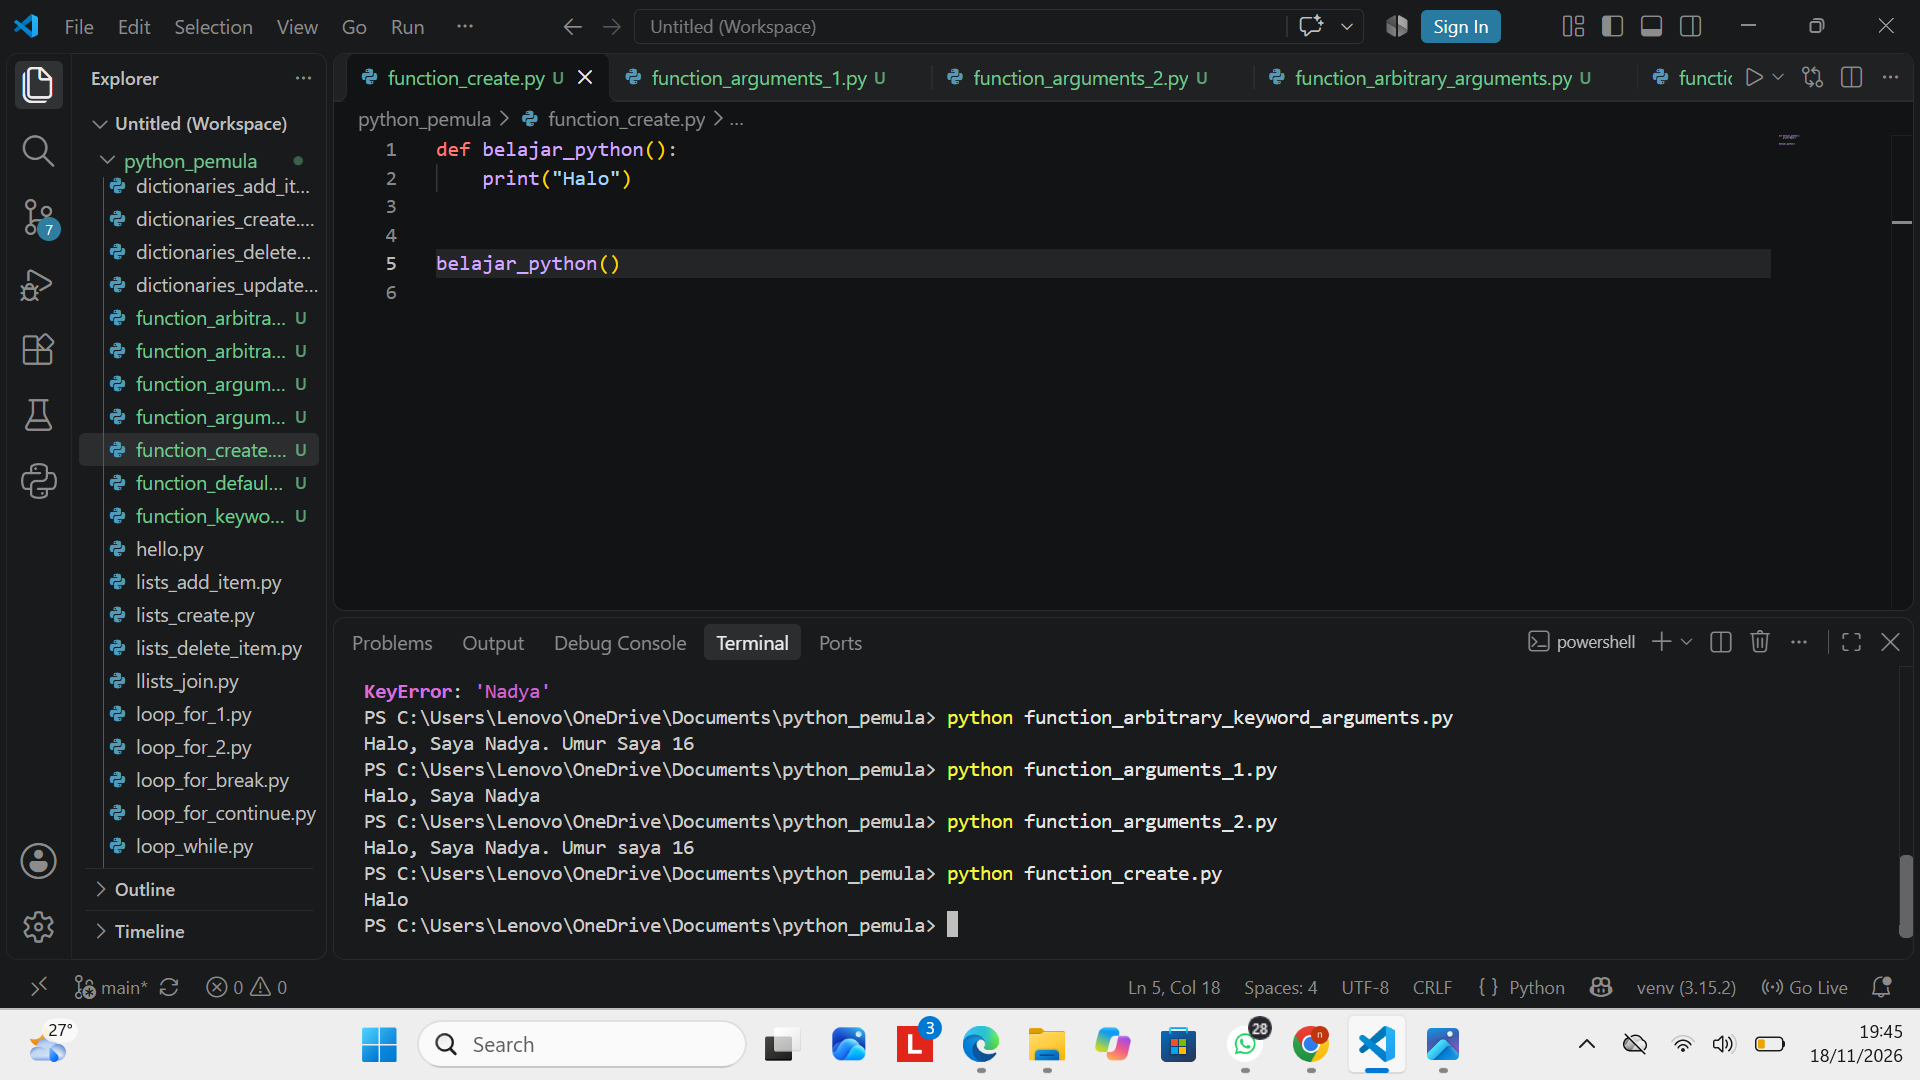 File Edit Selection View Go Run ···
Untitled (Workspace)
Sign In
Explorer ···
Untitled (Workspace)
python_pemula
dictionaries_add_it...
dictionaries_create....
dictionaries_delete...
dictionaries_update...
function_arbitra... U
function_arbitra... U
function_argum... U
function_argum... U
function_create.... U
function_defaul... U
function_keywo... U
hello.py
lists_add_item.py
lists_create.py
lists_delete_item.py
llists_join.py
loop_for_1.py
loop_for_2.py
loop_for_break.py
loop_for_continue.py
loop_while.py
Outline
Timeline
7
function_create.py U
function_arguments_1.py U
function_arguments_2.py U
function_arbitrary_arguments.py U
functic
python_pemula > function_create.py > ...
1 def belajar_python():
2 print("Halo")
3
4
5 belajar_python()
6
Problems Output Debug Console Terminal Ports
powershell
KeyError: 'Nadya'
PS C:\Users\Lenovo\OneDrive\Documents\python_pemula> python function_arbitrary_keyword_arguments.py
Halo, Saya Nadya. Umur Saya 16
PS C:\Users\Lenovo\OneDrive\Documents\python_pemula> python function_arguments_1.py
Halo, Saya Nadya
PS C:\Users\Lenovo\OneDrive\Documents\python_pemula> python function_arguments_2.py
Halo, Saya Nadya. Umur saya 16
PS C:\Users\Lenovo\OneDrive\Documents\python_pemula> python function_create.py
Halo
PS C:\Users\Lenovo\OneDrive\Documents\python_pemula>
main* 0 0
Ln 5, Col 18 Spaces: 4 UTF-8 CRLF { } Python venv (3.15.2) Go Live
27°
Search
L 3
28
n
19:45
18/11/2026